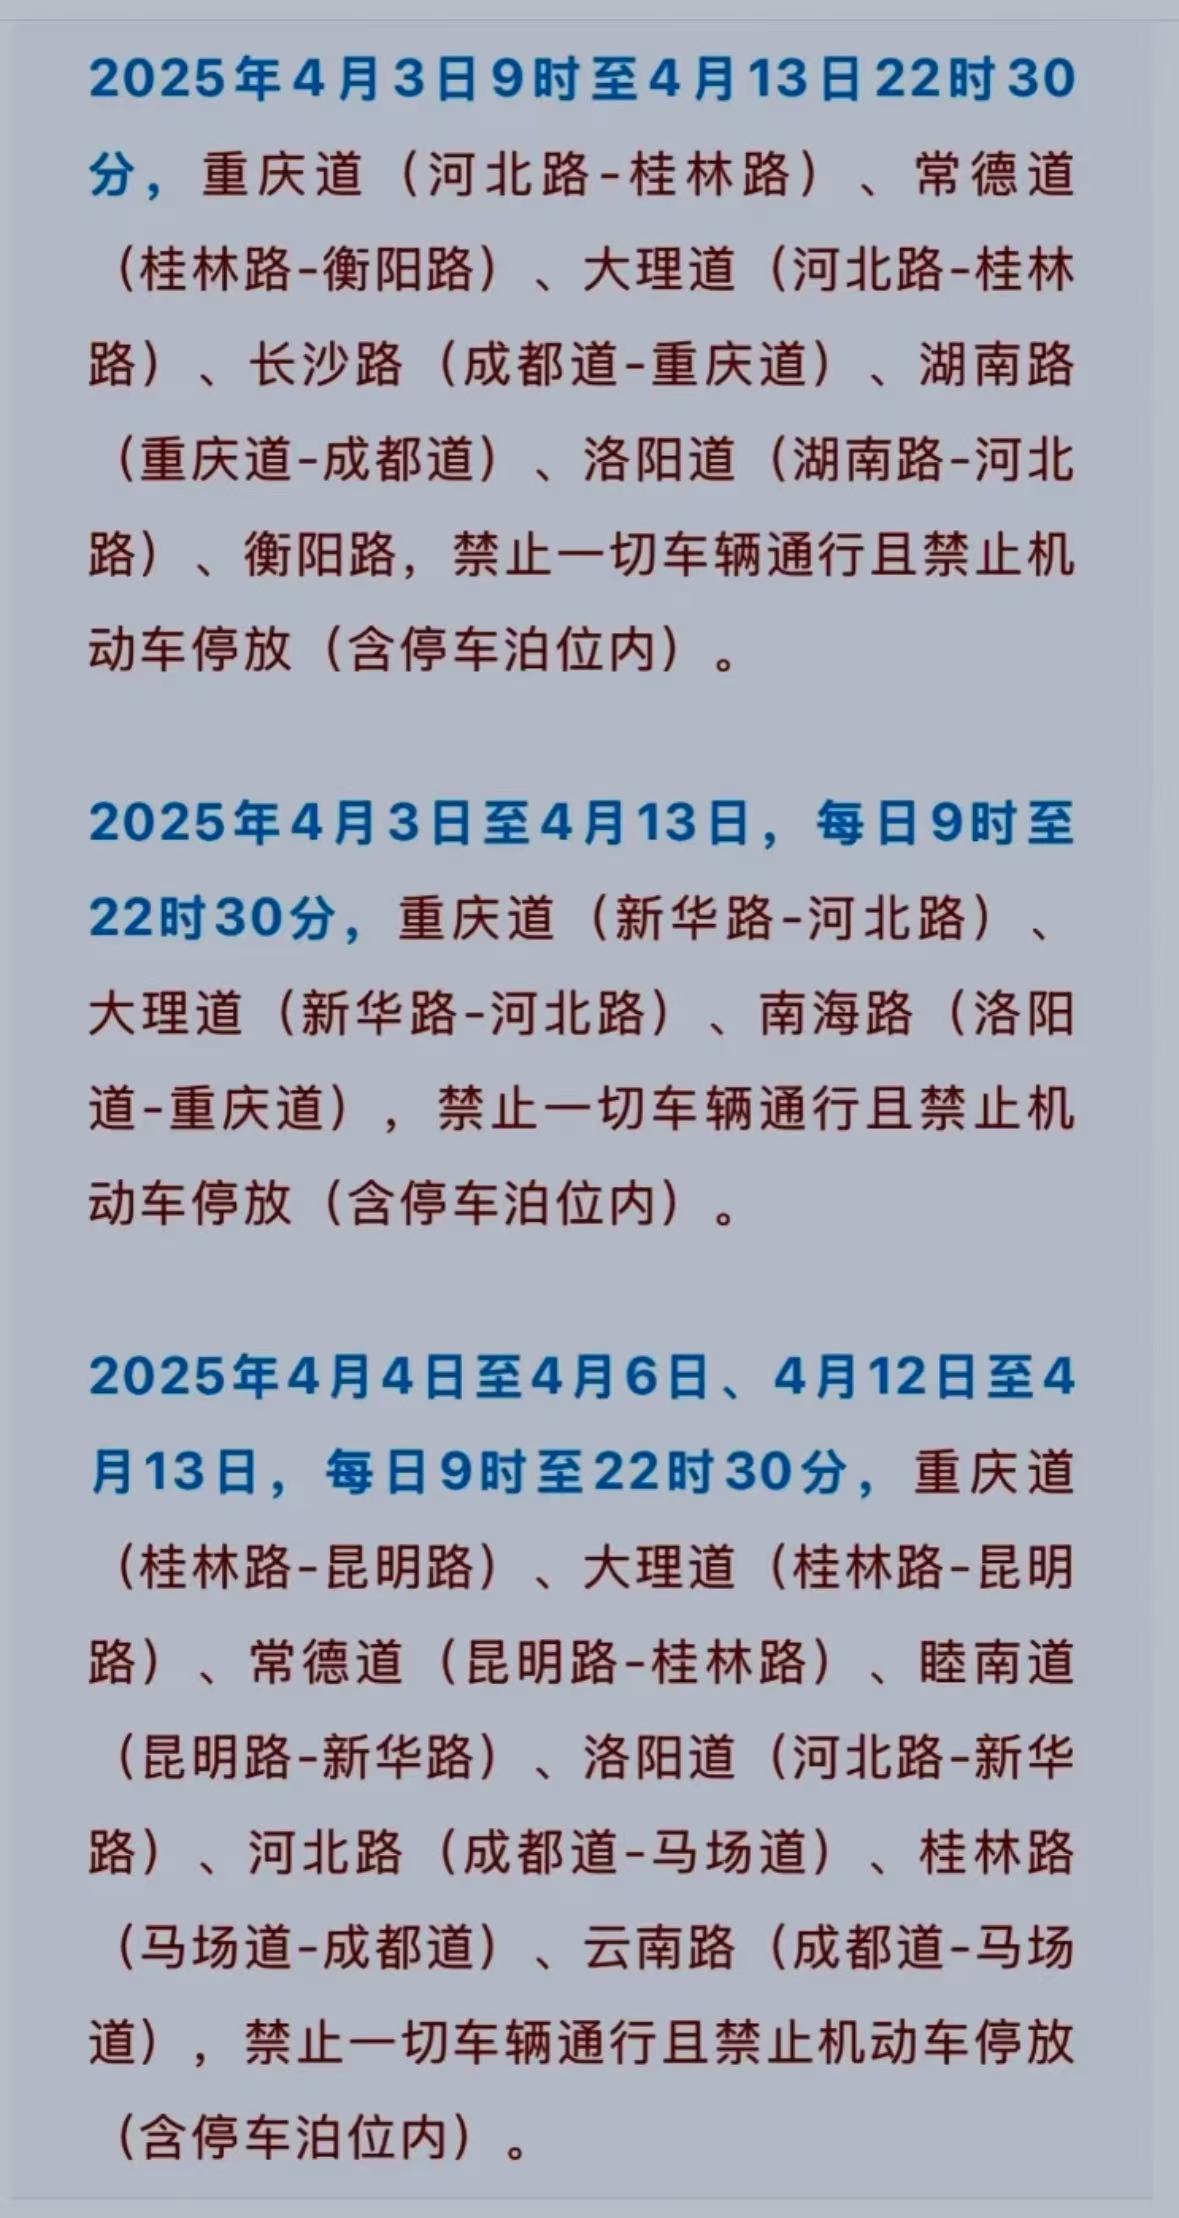 2025年4月3日9时至4月13日22时30
分，重庆道（河北路-桂林路）、常德道
（桂林路-衡阳路）、大理道（河北路-桂林
路）、长沙路（成都道-重庆道）、湖南路
（重庆道-成都道）、洛阳道（湖南路-河北
路）、衡阳路，禁止一切车辆通行且禁止机
动车停放（含停车泊位内）。
2025年4月3日至4月13日，每日9时至
22时30分，重庆道（新华路-河北路）、
大理道（新华路-河北路）、南海路（洛阳
道-重庆道），禁止一切车辆通行且禁止机
动车停放（含停车泊位内）。
2025年4月4日至4月6日、4月12日至4
月13日，每日9时至22时30分，重庆道
（桂林路-昆明路）、大理道（桂林路-昆明
路）、常德道（昆明路-桂林路）、睦南道
（昆明路-新华路）、洛阳道（河北路-新华
路）、河北路（成都道-马场道）、桂林路
（马场道-成都道）、云南路（成都道-马场
道），禁止一切车辆通行且禁止机动车停放
（含停车泊位内）。